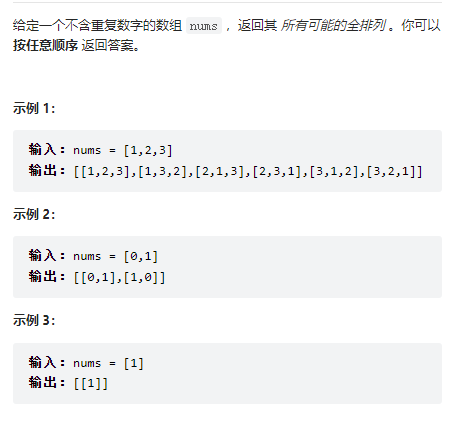 给定一个不含重复数字的数组 nums ，返回其 所有可能的全排列 。你可以
按任意顺序 返回答案。
示例 1：
输入：nums = [1,2,3]
输出：[[1,2,3],[1,3,2],[2,1,3],[2,3,1],[3,1,2],[3,2,1]]
示例 2：
输入：nums = [0,1]
输出：[[0,1],[1,0]]
示例 3：
输入：nums = [1]
输出：[[1]]